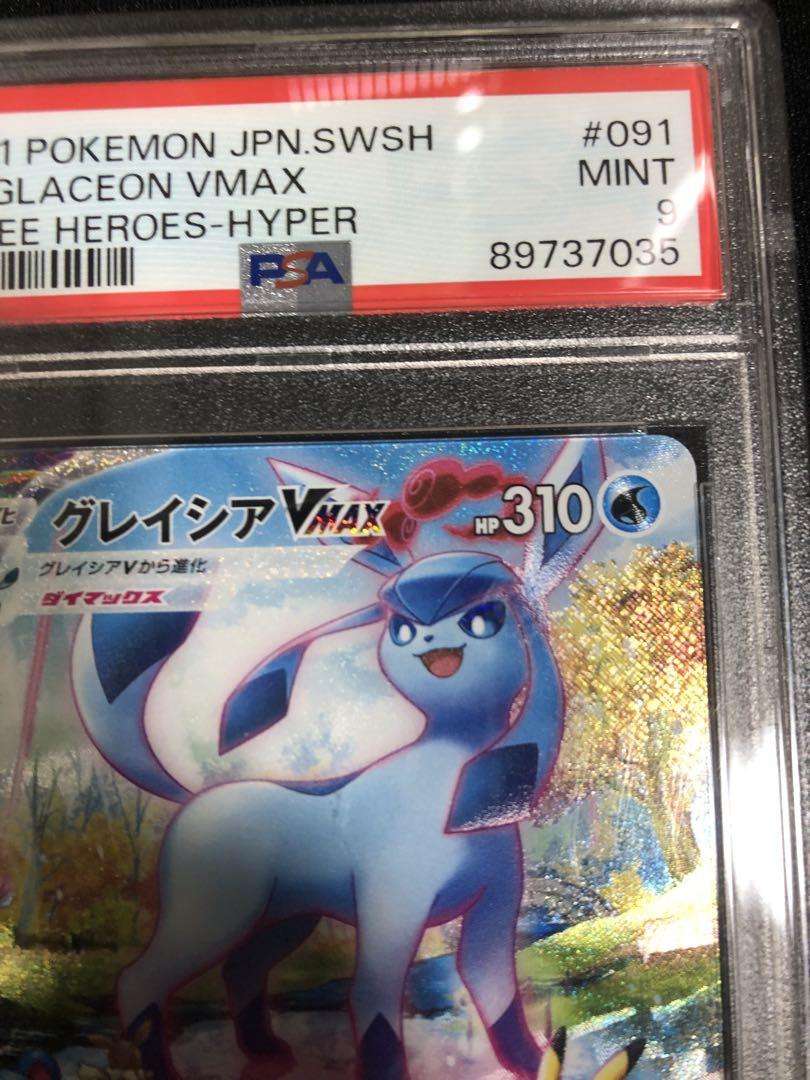 1 POKEMON JPN.SWSH #091
GLACEON VMAX MINT
EE HEROES-HYPER 9
PSA 89737035
グレイシアVMAX HP310
グレイシアVから進化
ダイマックス